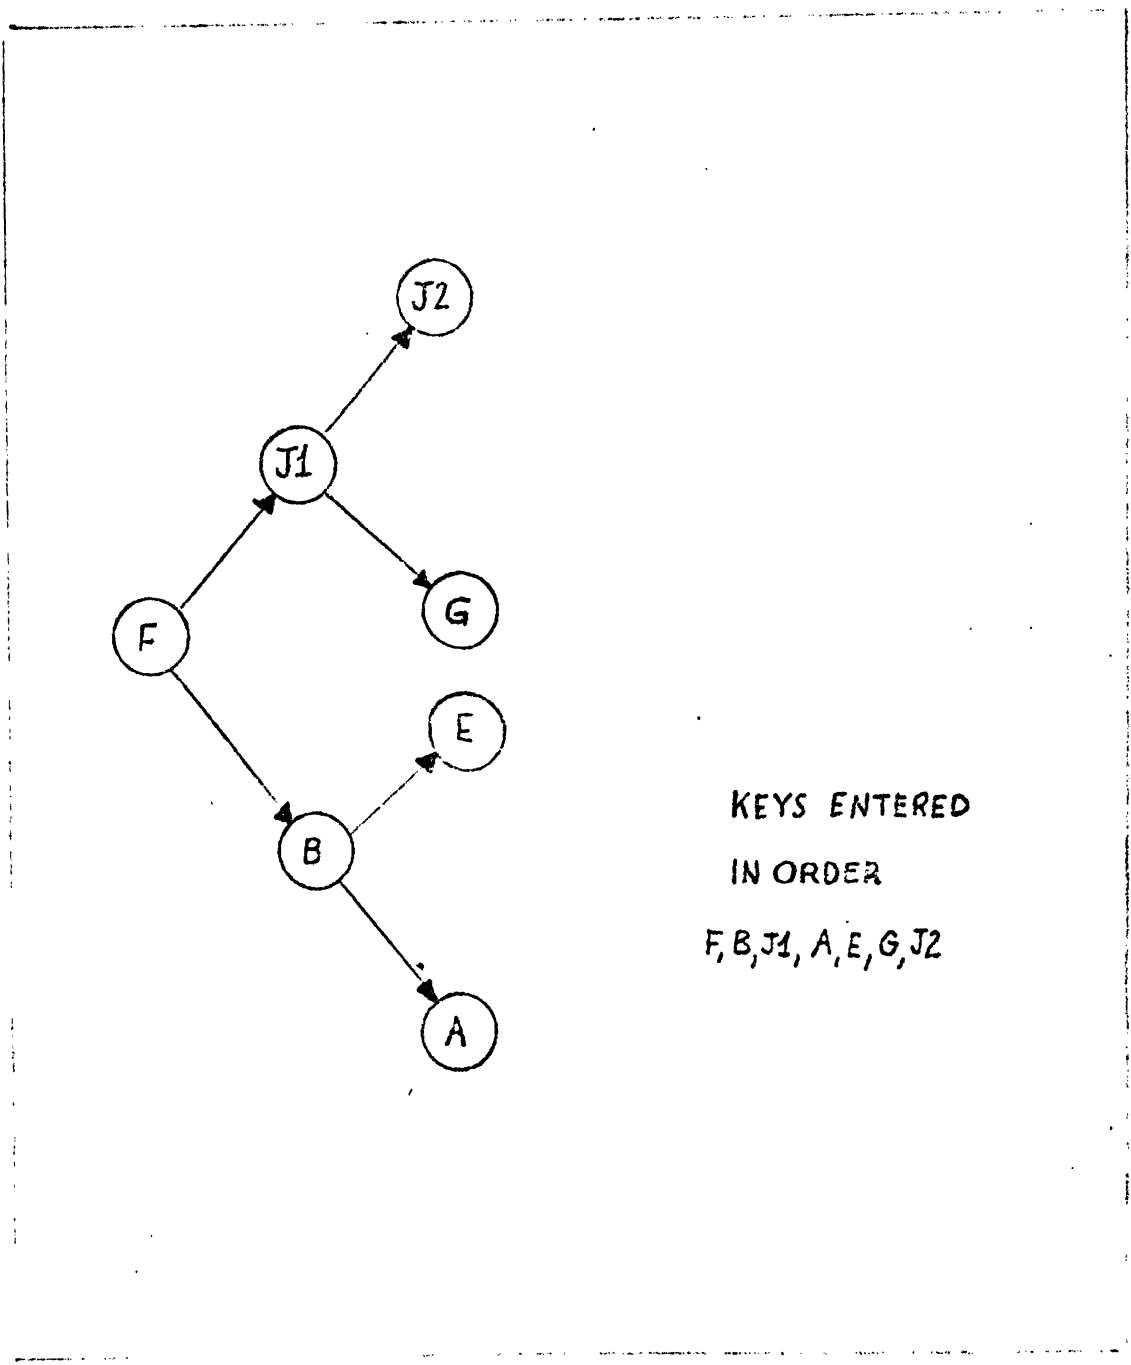 J2
J1
G
F
E
B
A
KEYS ENTERED
IN ORDER
F, B, J1, A, E, G, J2